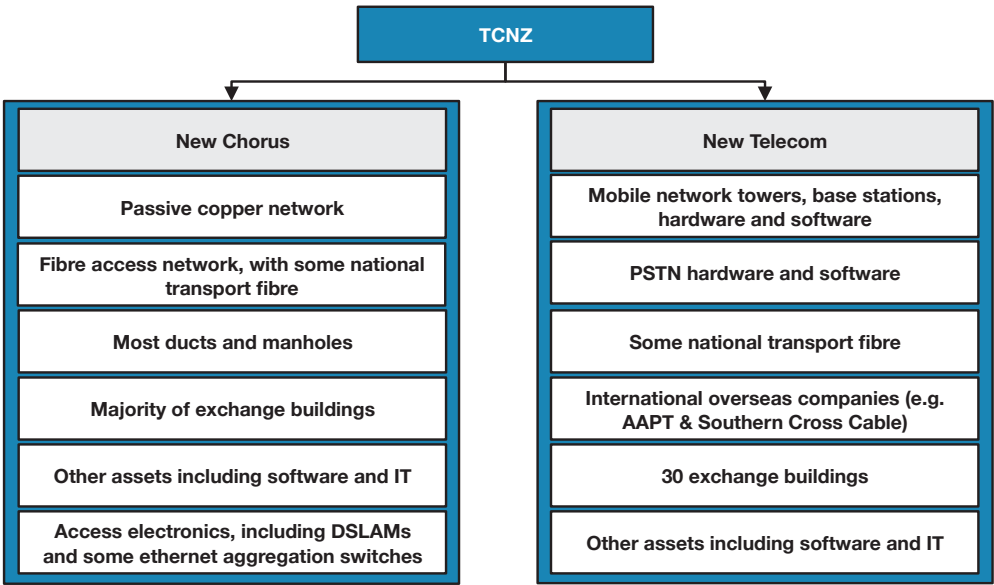 TCNZ
New Chorus
Passive copper network
Fibre access network, with some national
transport fibre
Most ducts and manholes
Majority of exchange buildings
Other assets including software and IT
Access electronics, including DSLAMs
and some ethernet aggregation switches
New Telecom
Mobile network towers, base stations,
hardware and software
PSTN hardware and software
Some national transport fibre
International overseas companies (e.g.
AAPT & Southern Cross Cable)
30 exchange buildings
Other assets including software and IT